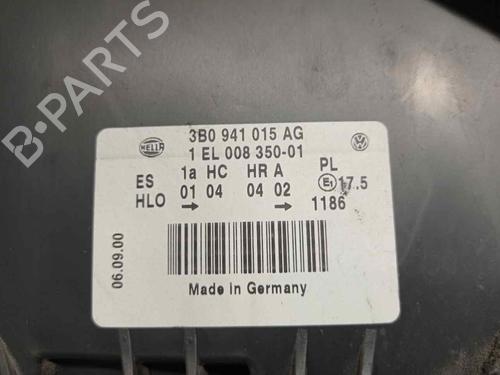 3B0 941 015 AG
1 EL 008 350-01
HELLA
ES 1a HC HR A PL
HLO 01 04 04 02 E1 17.5
→ → 1186
06.09.00
Made in Germany
B-PARTS